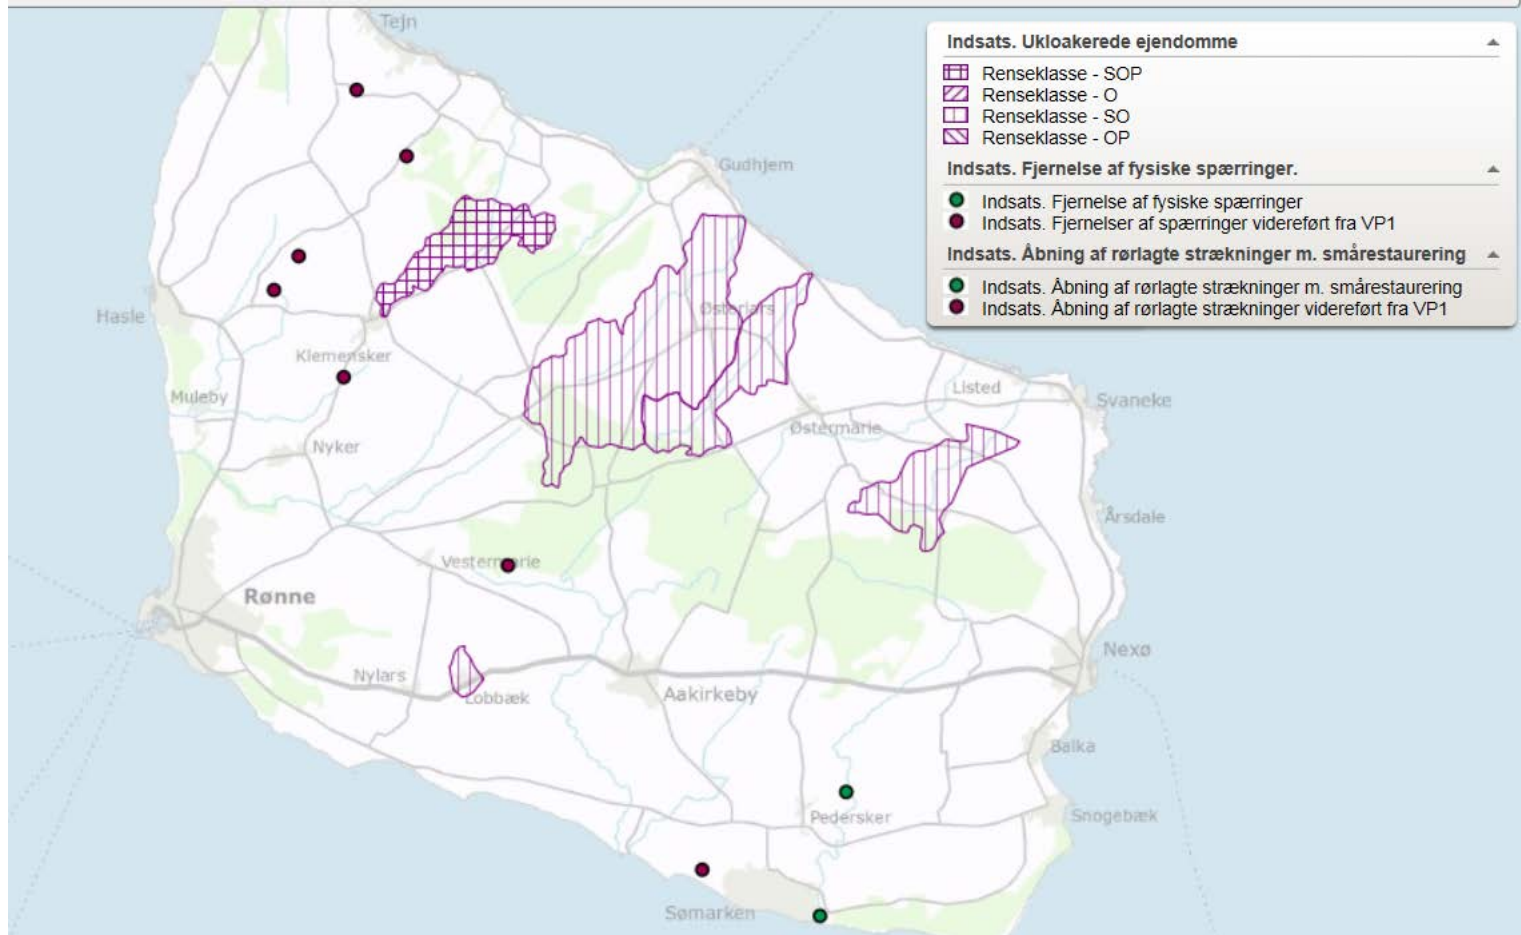 Tejn
Indsats. Ukloakerede ejendomme
Renseklasse - SOP
Renseklasse - O
Renseklasse - SO
Renseklasse - OP
Gudhjem
Indsats. Fjernelse af fysiske spærringer.
Indsats. Fjernelse af fysiske spærringer
Indsats. Fjernelser af spærringer videreført fra VP1
Indsats. Åbning af rørlagte strækninger m. smårestaurering
Indsats. Åbning af rørlagte strækninger m. smårestaurering
Indsats. Åbning af rørlagte strækninger videreført fra VP1
Hasle
Østerlars
Klemensker
Muleby
Listed
Svaneke
Østermarie
Nyker
Årsdale
Vestermarie
Rønne
Nexø
Nylars
Lobbæk
Aakirkeby
Balka
Pedersker
Snogebæk
Sømarken